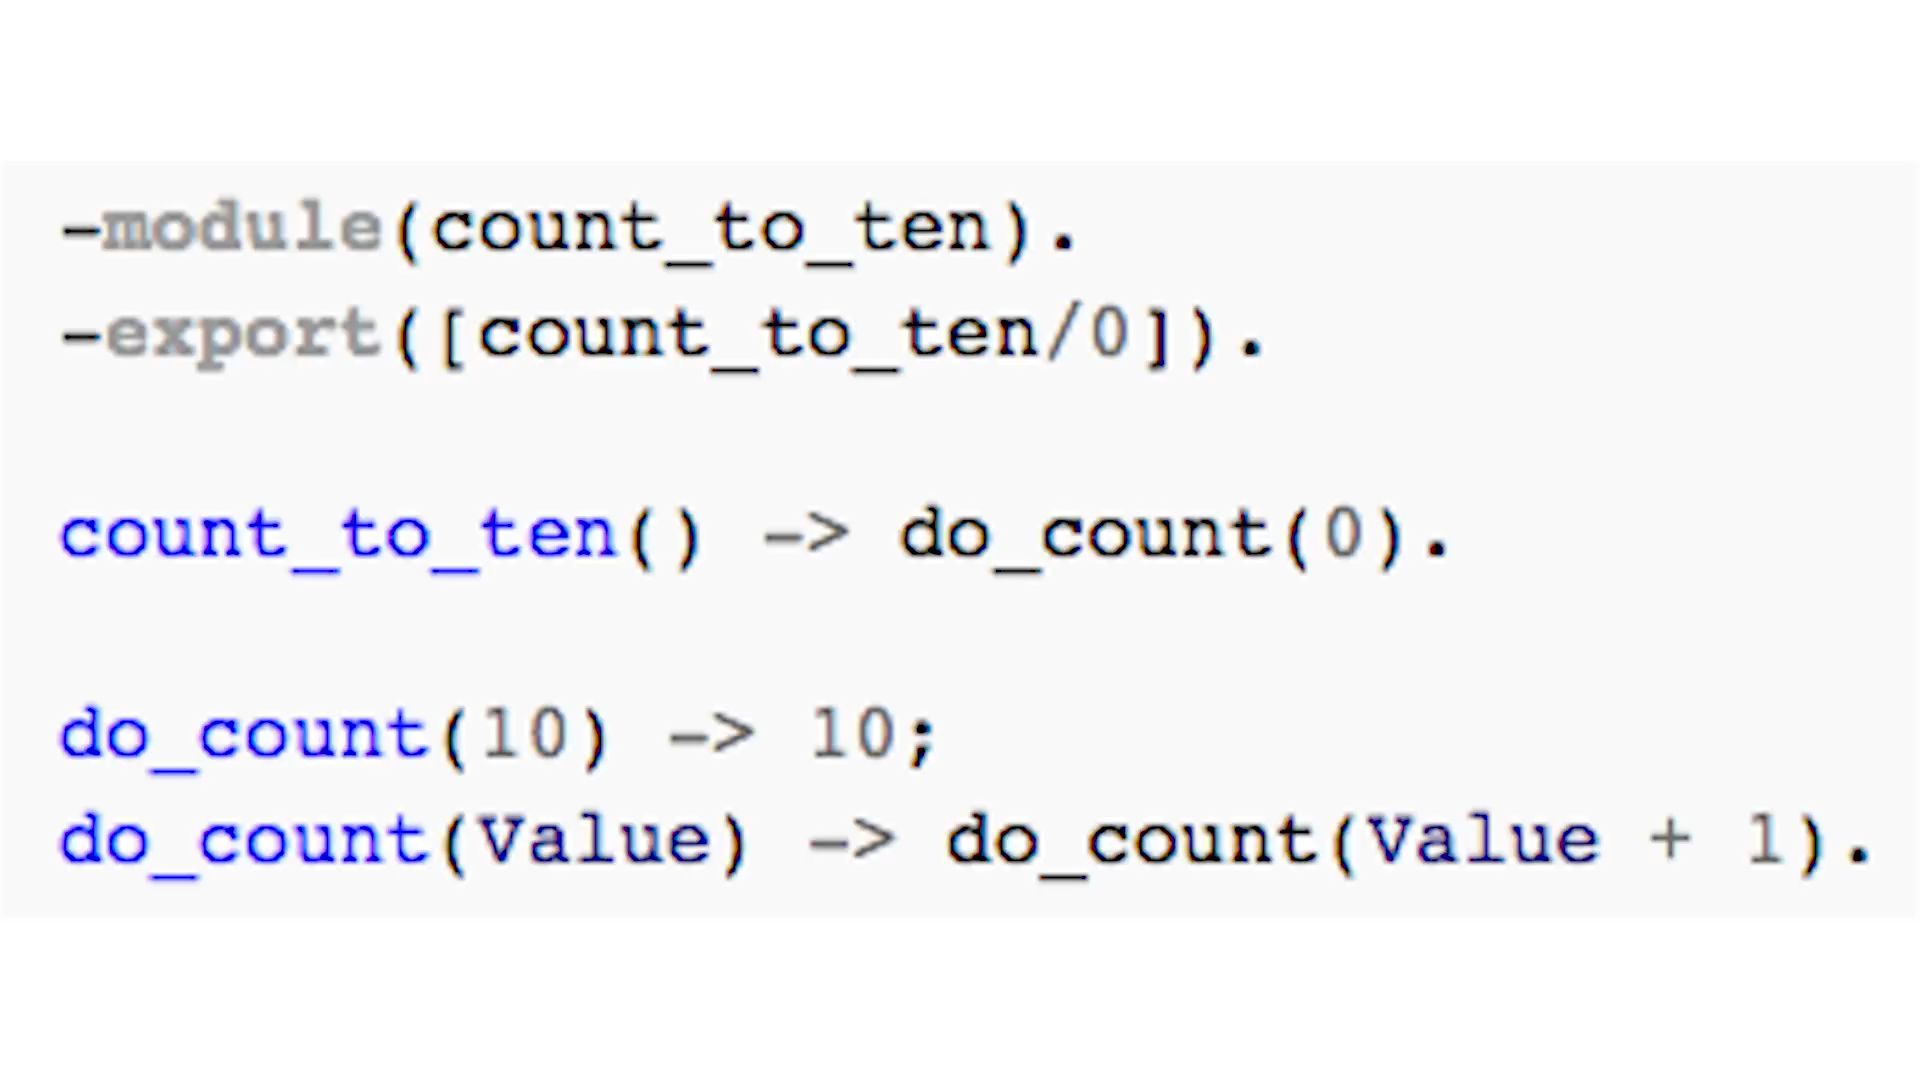 -module(count_to_ten).
-export([count_to_ten/0]).
count_to_ten() -> do_count(0).
do_count(10) -> 10;
do_count(Value) -> do_count(Value + 1).